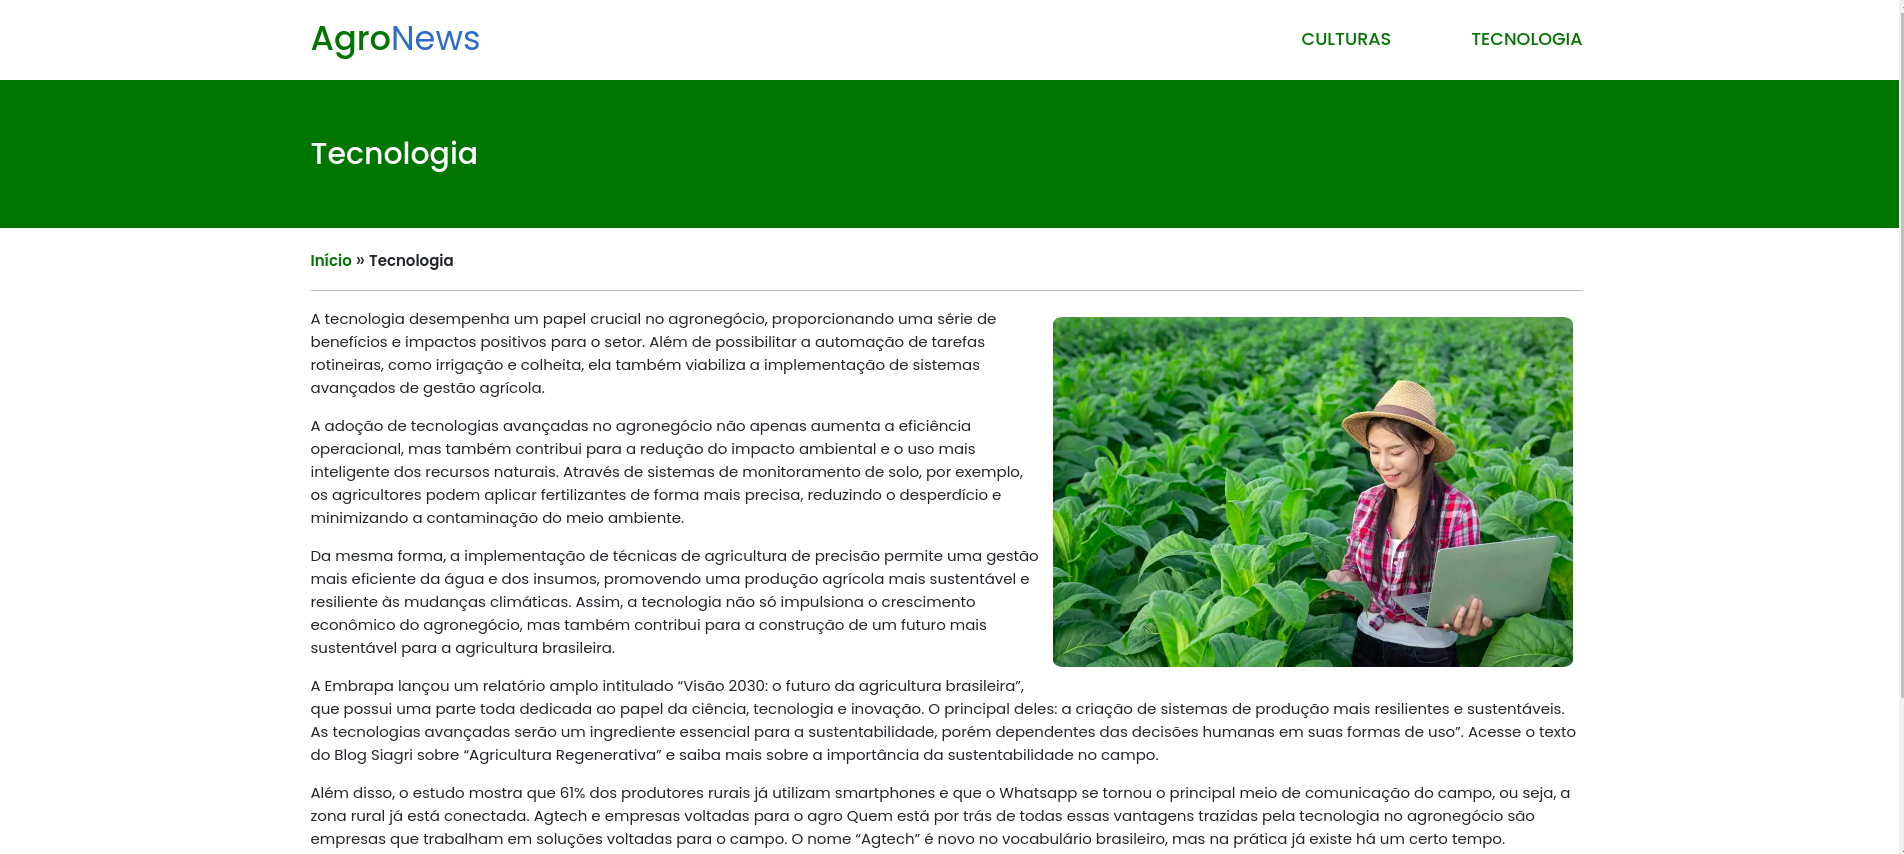 AgroNews
CULTURAS
TECNOLOGIA
Tecnologia
Início » Tecnologia
A tecnologia desempenha um papel crucial no agronegócio, proporcionando uma série de
benefícios e impactos positivos para o setor. Além de possibilitar a automação de tarefas
rotineiras, como irrigação e colheita, ela também viabiliza a implementação de sistemas
avançados de gestão agrícola.
A adoção de tecnologias avançadas no agronegócio não apenas aumenta a eficiência
operacional, mas também contribui para a redução do impacto ambiental e o uso mais
inteligente dos recursos naturais. Através de sistemas de monitoramento de solo, por exemplo,
os agricultores podem aplicar fertilizantes de forma mais precisa, reduzindo o desperdício e
minimizando a contaminação do meio ambiente.
Da mesma forma, a implementação de técnicas de agricultura de precisão permite uma gestão
mais eficiente da água e dos insumos, promovendo uma produção agrícola mais sustentável e
resiliente às mudanças climáticas. Assim, a tecnologia não só impulsiona o crescimento
econômico do agronegócio, mas também contribui para a construção de um futuro mais
sustentável para a agricultura brasileira.
A Embrapa lançou um relatório amplo intitulado “Visão 2030: o futuro da agricultura brasileira”,
que possui uma parte toda dedicada ao papel da ciência, tecnologia e inovação. O principal deles: a criação de sistemas de produção mais resilientes e sustentáveis.
As tecnologias avançadas serão um ingrediente essencial para a sustentabilidade, porém dependentes das decisões humanas em suas formas de uso”. Acesse o texto
do Blog Siagri sobre “Agricultura Regenerativa” e saiba mais sobre a importância da sustentabilidade no campo.
Além disso, o estudo mostra que 61% dos produtores rurais já utilizam smartphones e que o Whatsapp se tornou o principal meio de comunicação do campo, ou seja, a
zona rural já está conectada. Agtech e empresas voltadas para o agro Quem está por trás de todas essas vantagens trazidas pela tecnologia no agronegócio são
empresas que trabalham em soluções voltadas para o campo. O nome “Agtech” é novo no vocabulário brasileiro, mas na prática já existe há um certo tempo.